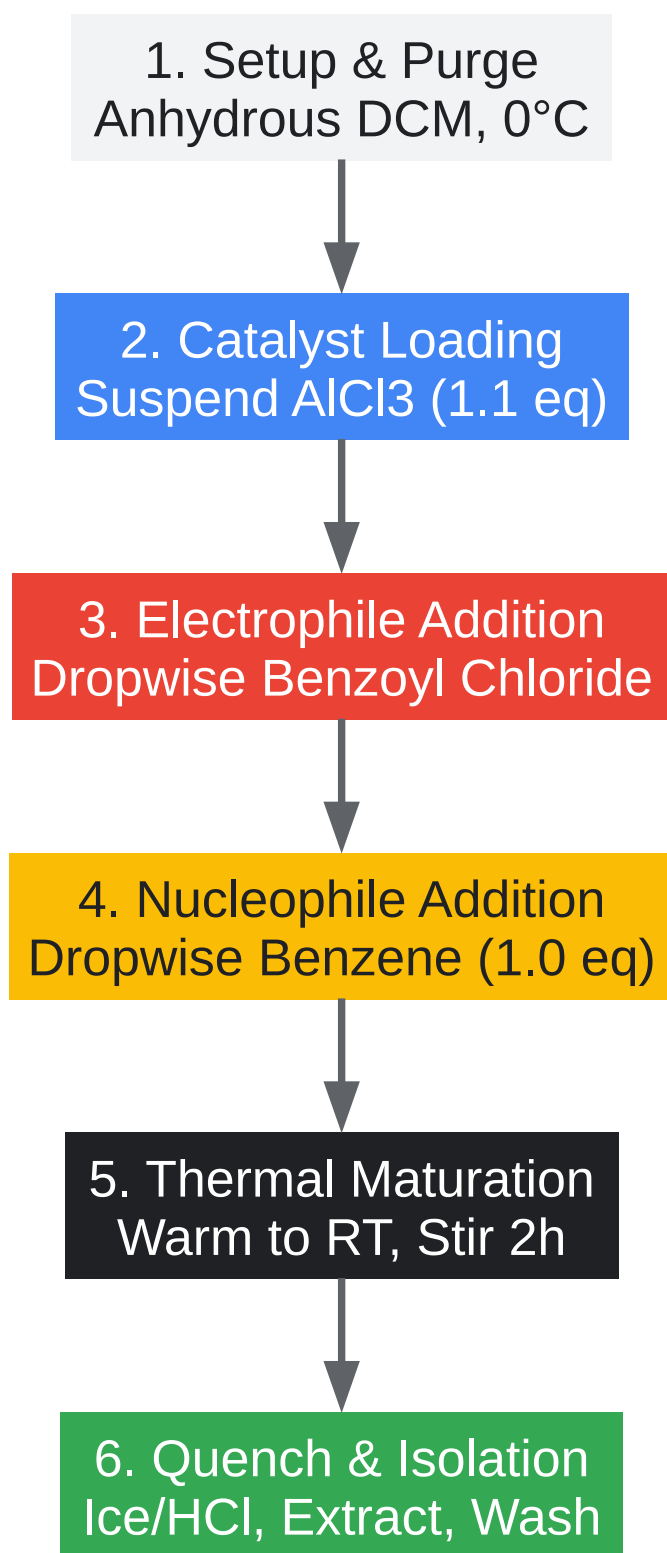 1. Setup & Purge
Anhydrous DCM, 0°C
2. Catalyst Loading
Suspend AlCl3 (1.1 eq)
3. Electrophile Addition
Dropwise Benzoyl Chloride
4. Nucleophile Addition
Dropwise Benzene (1.0 eq)
5. Thermal Maturation
Warm to RT, Stir 2h
6. Quench & Isolation
Ice/HCl, Extract, Wash